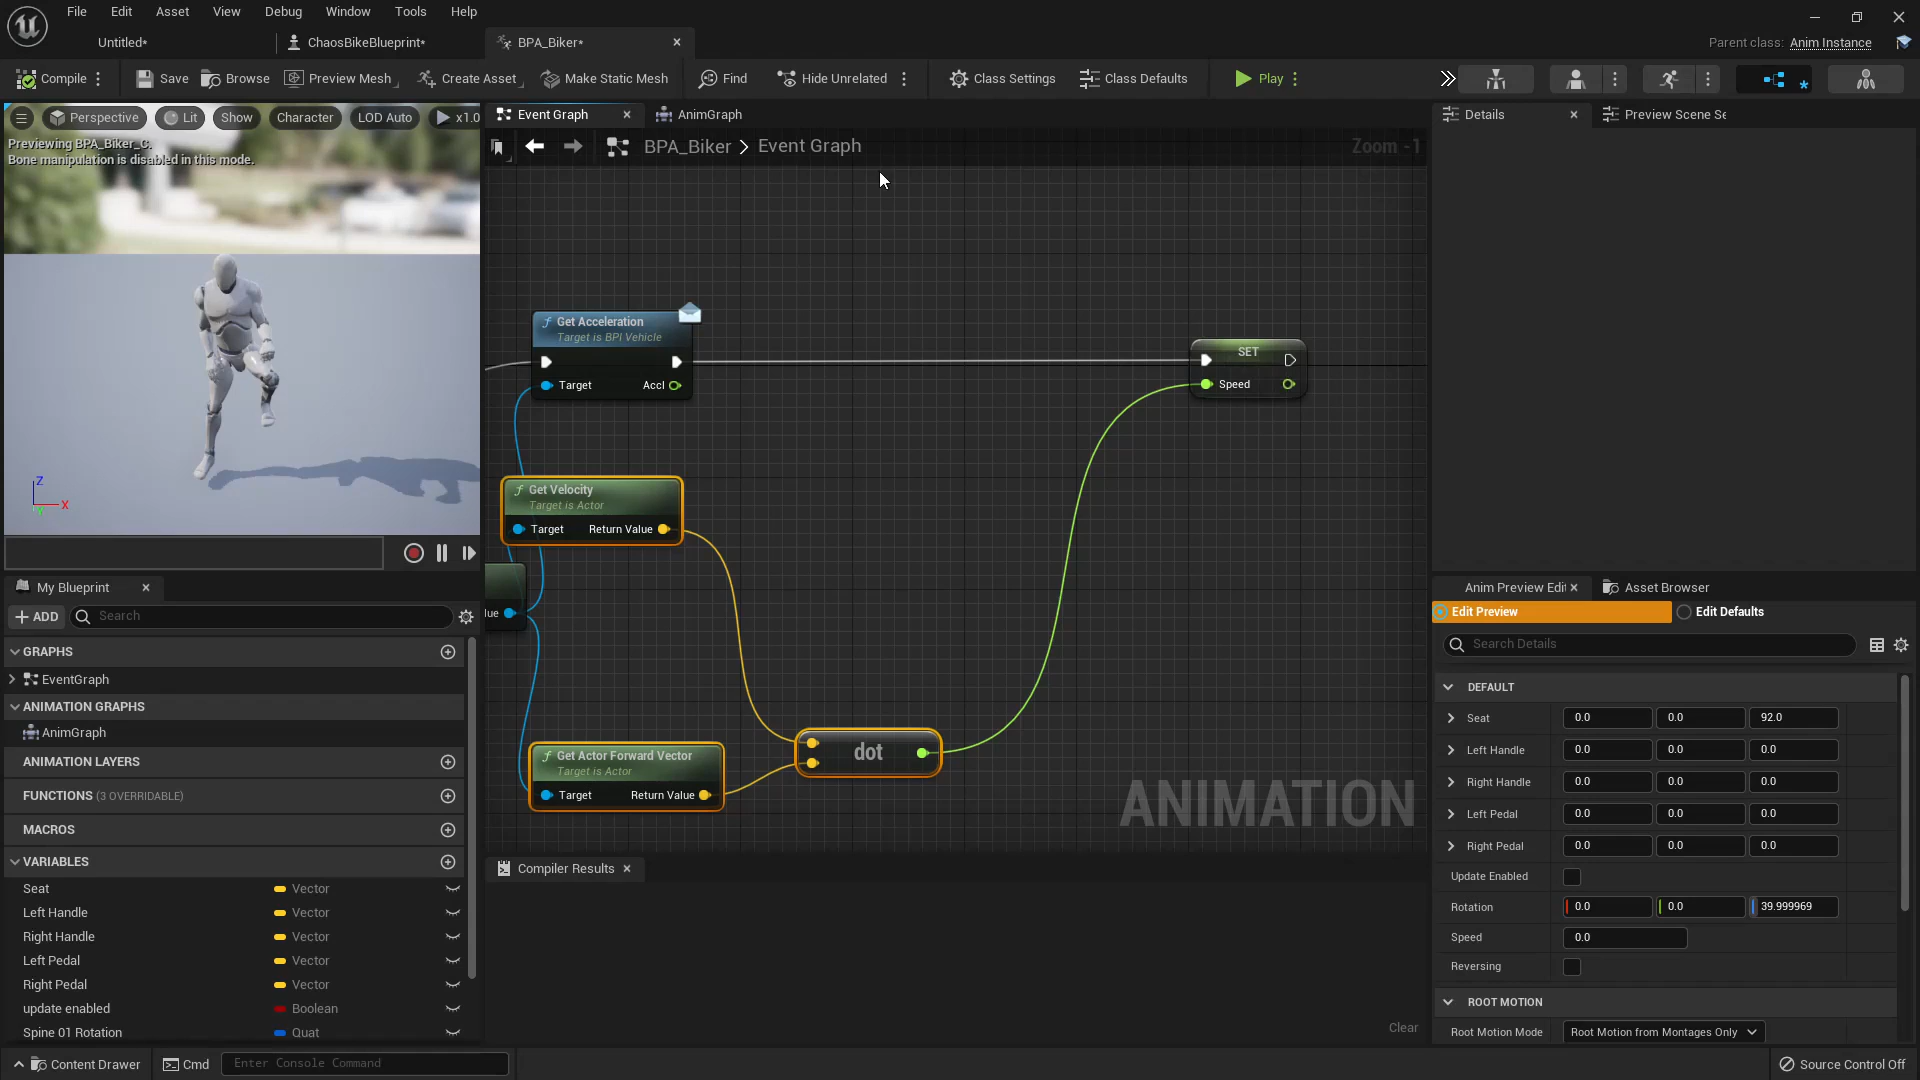 File Edit Asset View Debug Window Tools Help
Untitled* ChaosBikeBlueprint* BPA_Biker*
Parent class: Anim Instance
Compile Save Browse Preview Mesh Create Asset Make Static Mesh Find Hide Unrelated Class Settings Class Defaults Play
Perspective Lit Show Character LOD Auto x1.0
Previewing BPA_Biker_C.
Bone manipulation is disabled in this mode.
Z
X
Y
Event Graph AnimGraph
BPA_Biker > Event Graph
Zoom -1
Get Acceleration
Target is BPI Vehicle
Target Accl
SET
Speed
Get Velocity
Target is Actor
Target Return Value
lue
Get Actor Forward Vector
Target is Actor
Target Return Value
dot
ANIMATION
Compiler Results
Clear
My Blueprint
ADD Search
GRAPHS
EventGraph
ANIMATION GRAPHS
AnimGraph
ANIMATION LAYERS
FUNCTIONS (3 OVERRIDABLE)
MACROS
VARIABLES
Seat Vector
Left Handle Vector
Right Handle Vector
Left Pedal Vector
Right Pedal Vector
update enabled Boolean
Spine 01 Rotation Quat
Details Preview Scene Se
Anim Preview Edit Asset Browser
Edit Preview Edit Defaults
Search Details
DEFAULT
Seat 0.0 0.0 92.0
Left Handle 0.0 0.0 0.0
Right Handle 0.0 0.0 0.0
Left Pedal 0.0 0.0 0.0
Right Pedal 0.0 0.0 0.0
Update Enabled
Rotation 0.0 0.0 39.999969
Speed 0.0
Reversing
ROOT MOTION
Root Motion Mode Root Motion from Montages Only
Content Drawer Cmd Enter Console Command Source Control Off